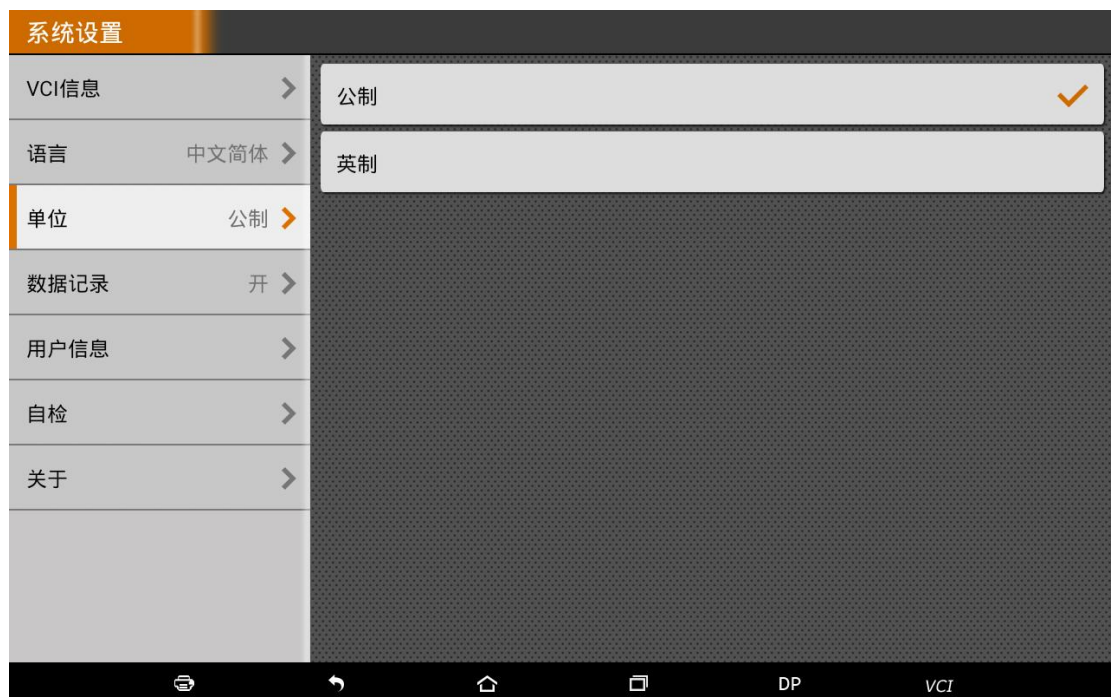 系统设置
VCI信息
语言 中文简体
单位 公制
数据记录 开
用户信息
自检
关于
公制
英制
DP VCI